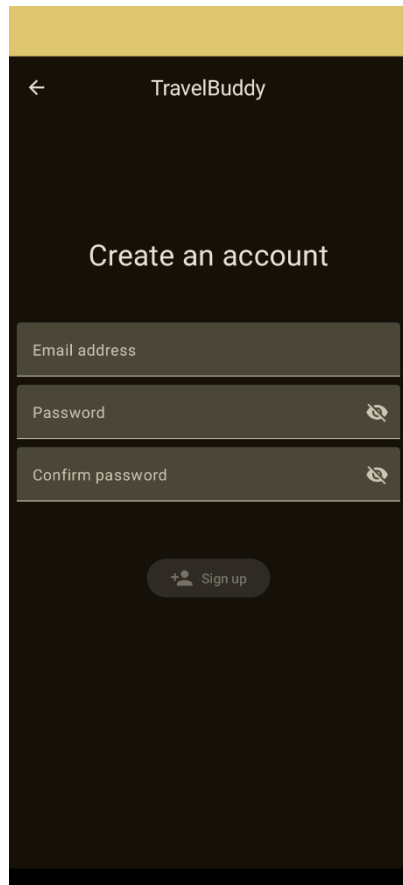 TravelBuddy
Create an account
Email address
Password
Confirm password
Sign up